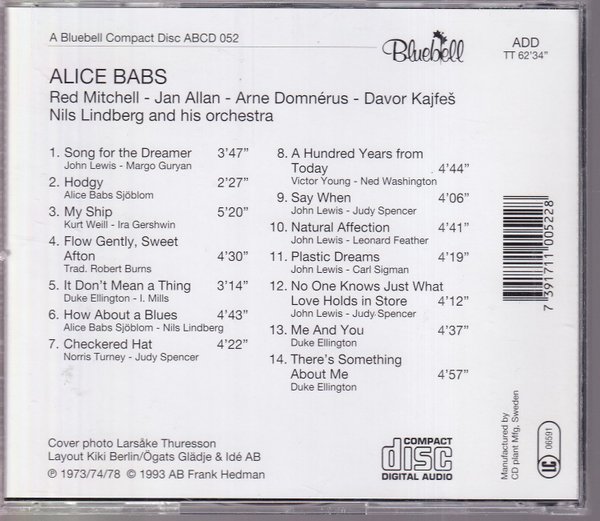 A Bluebell Compact Disc ABCD 052
Bluebell
ADD
TT 62'34"
ALICE BABS
Red Mitchell - Jan Allan - Arne Domnérus - Davor Kajfeš
Nils Lindberg and his orchestra
1. Song for the Dreamer 3'47"
John Lewis - Margo Guryan
2. Hodgy 2'27"
Alice Babs Sjöblom
3. My Ship 5'20"
Kurt Weill - Ira Gershwin
4. Flow Gently, Sweet
Afton 4'30"
Trad. Robert Burns
5. It Don't Mean a Thing 3'14"
Duke Ellington - I. Mills
6. How About a Blues 4'43"
Alice Babs Sjöblom - Nils Lindberg
7. Checkered Hat 4'22"
Norris Turney - Judy Spencer
8. A Hundred Years from
Today 4'44"
Victor Young - Ned Washington
9. Say When 4'06"
John Lewis - Judy Spencer
10. Natural Affection 4'41"
John Lewis - Leonard Feather
11. Plastic Dreams 4'19"
John Lewis - Carl Sigman
12. No One Knows Just What
Love Holds in Store 4'12"
John Lewis - Judy Spencer
13. Me And You 4'37"
Duke Ellington
14. There's Something
About Me 4'57"
Duke Ellington
7 391711 005228
Cover photo Larsåke Thuresson
Layout Kiki Berlin/Ögats Glädje & Idé AB
℗ 1973/74/78 © 1993 AB Frank Hedman
COMPACT
disc
DIGITAL AUDIO
Manufactured by
CD plant Mfg, Sweden
LC 06591